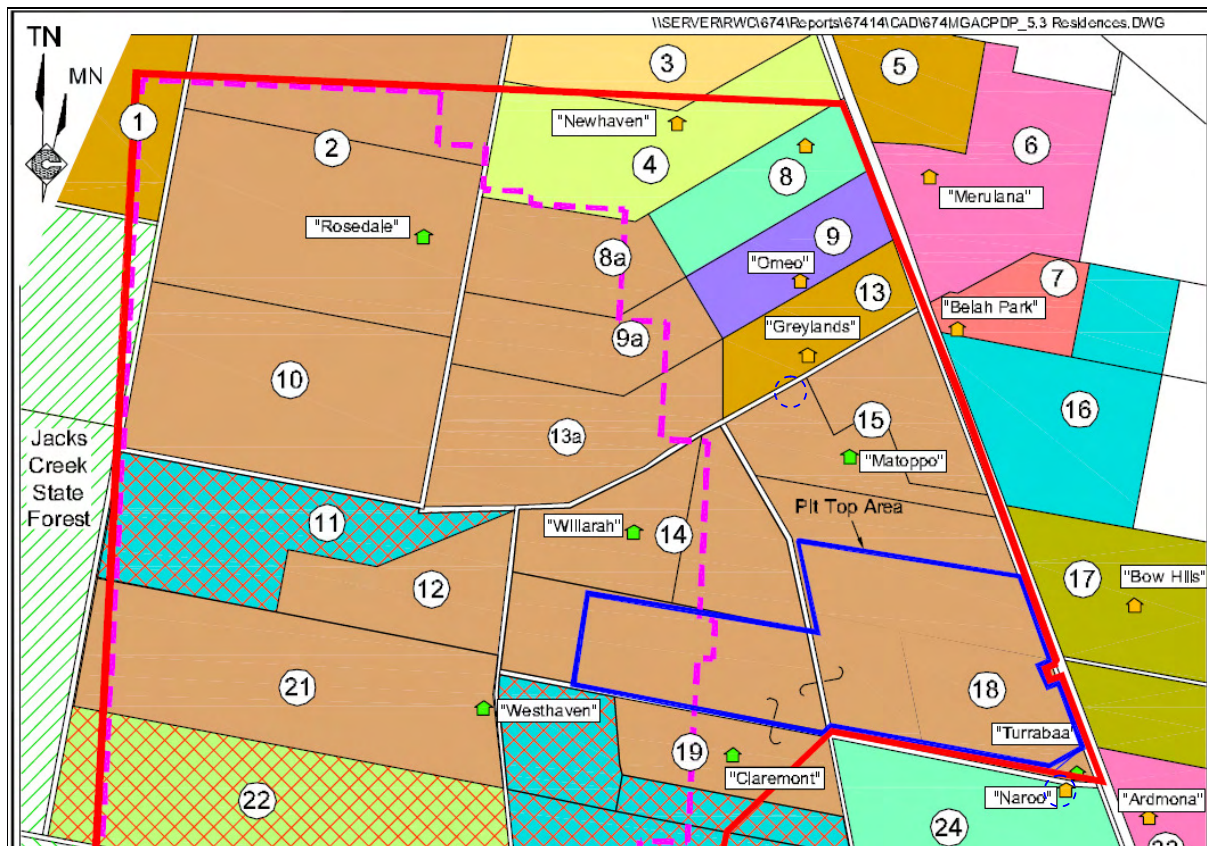 \\SERVER\RWC\674\Reports\67414\CAD\674MGACPDP_5.3 Residences.DWG
TN
MN
1
2
3
4
5
6
"Newhaven"
8
"Merulana"
"Rosedale"
8a
9
"Omeo"
13
7
"Belah Park"
9a
"Greylands"
10
13a
15
16
"Matoppo"
Jacks
Creek
State
Forest
Pit Top Area
11
"Willarah"
14
12
17
"Bow Hills"
21
"Westhaven"
18
"Turrabaa"
19
"Claremont"
22
"Naroo"
"Ardmona"
24